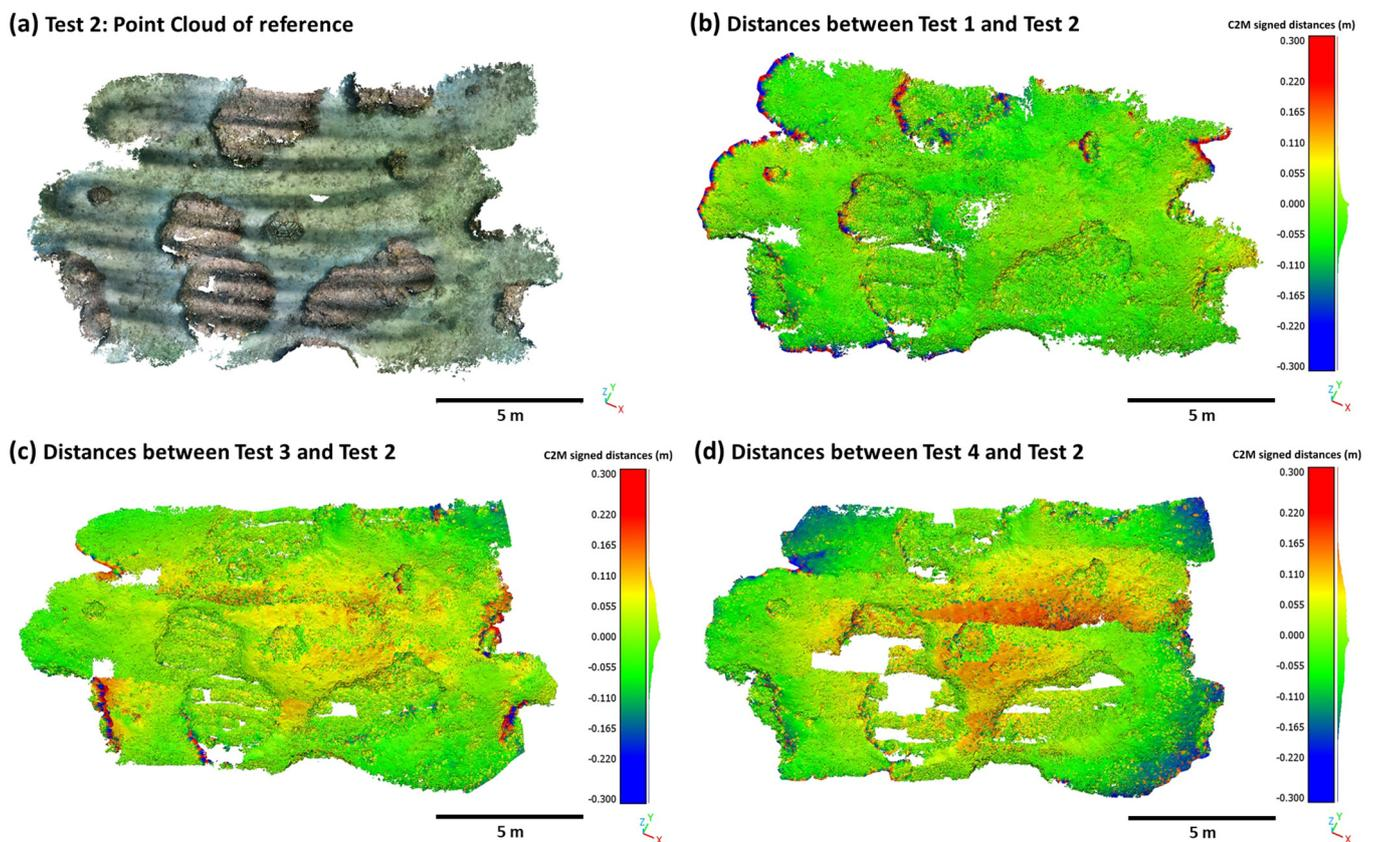 (a) Test 2: Point Cloud of reference
5 m
Z Y X
(b) Distances between Test 1 and Test 2
C2M signed distances (m)
0.300
0.220
0.165
0.110
0.055
0.000
-0.055
-0.110
-0.165
-0.220
-0.300
5 m
Z Y X
(c) Distances between Test 3 and Test 2
C2M signed distances (m)
0.300
0.220
0.165
0.110
0.055
0.000
-0.055
-0.110
-0.165
-0.220
-0.300
5 m
Z Y X
(d) Distances between Test 4 and Test 2
C2M signed distances (m)
0.300
0.220
0.165
0.110
0.055
0.000
-0.055
-0.110
-0.165
-0.220
-0.300
5 m
Z Y X